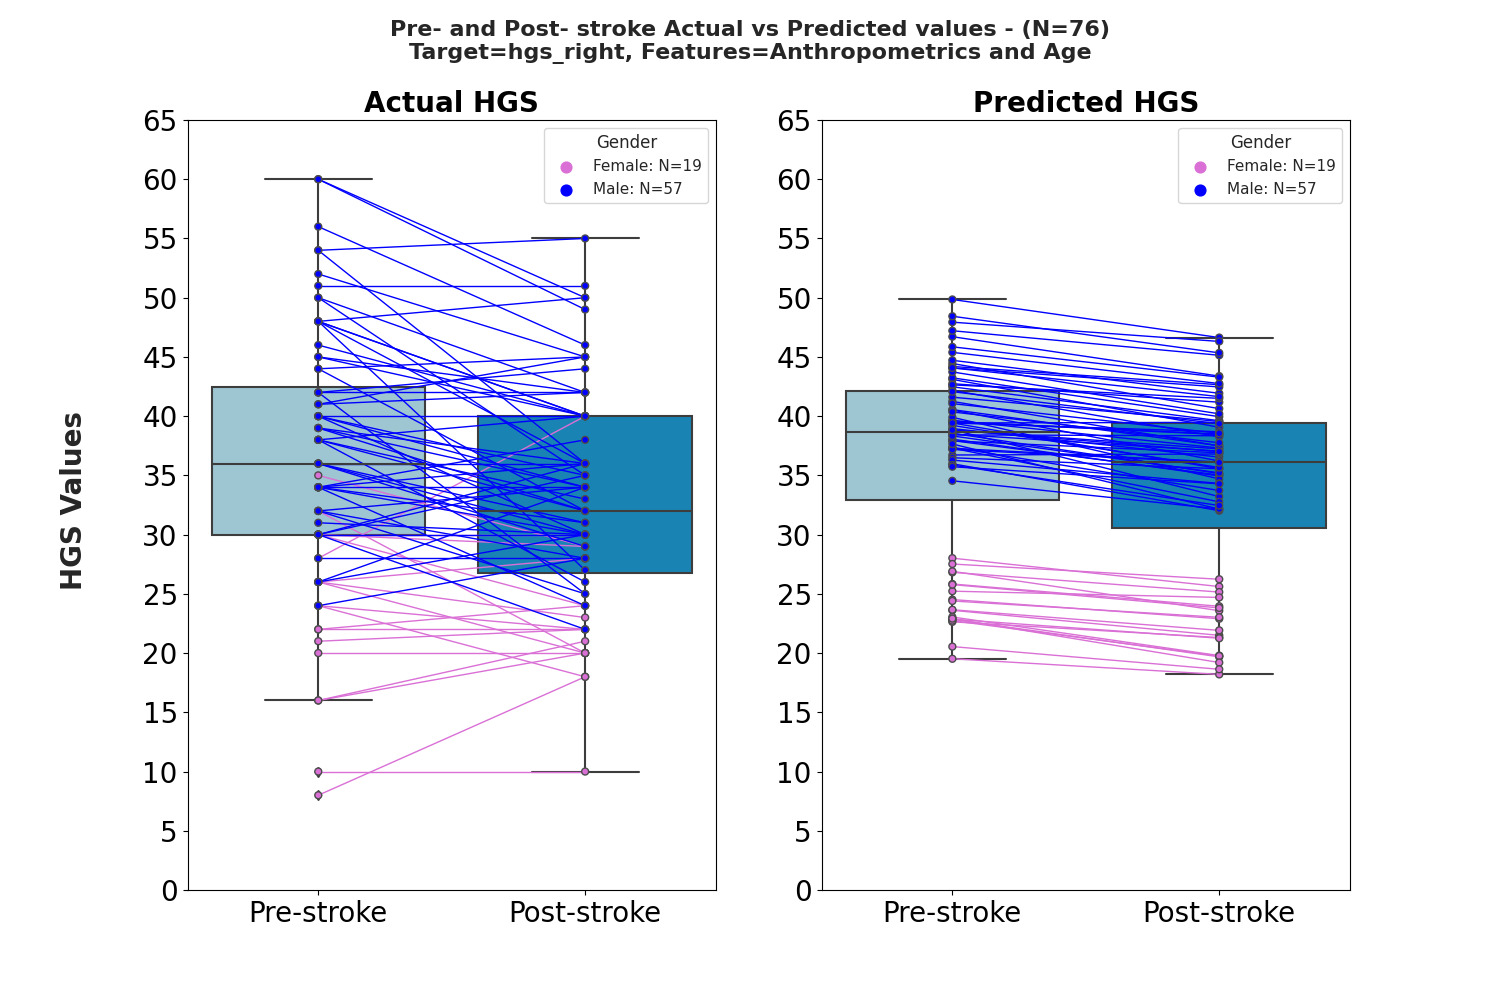 Pre- and Post- stroke Actual vs Predicted values - (N=76)
Target=hgs_right, Features=Anthropometrics and Age
Actual HGS
Predicted HGS
HGS Values
65
60
55
50
45
40
35
30
25
20
15
10
5
0
Gender
Female: N=19
Male: N=57
Pre-stroke
Post-stroke
65
60
55
50
45
40
35
30
25
20
15
10
5
0
Gender
Female: N=19
Male: N=57
Pre-stroke
Post-stroke